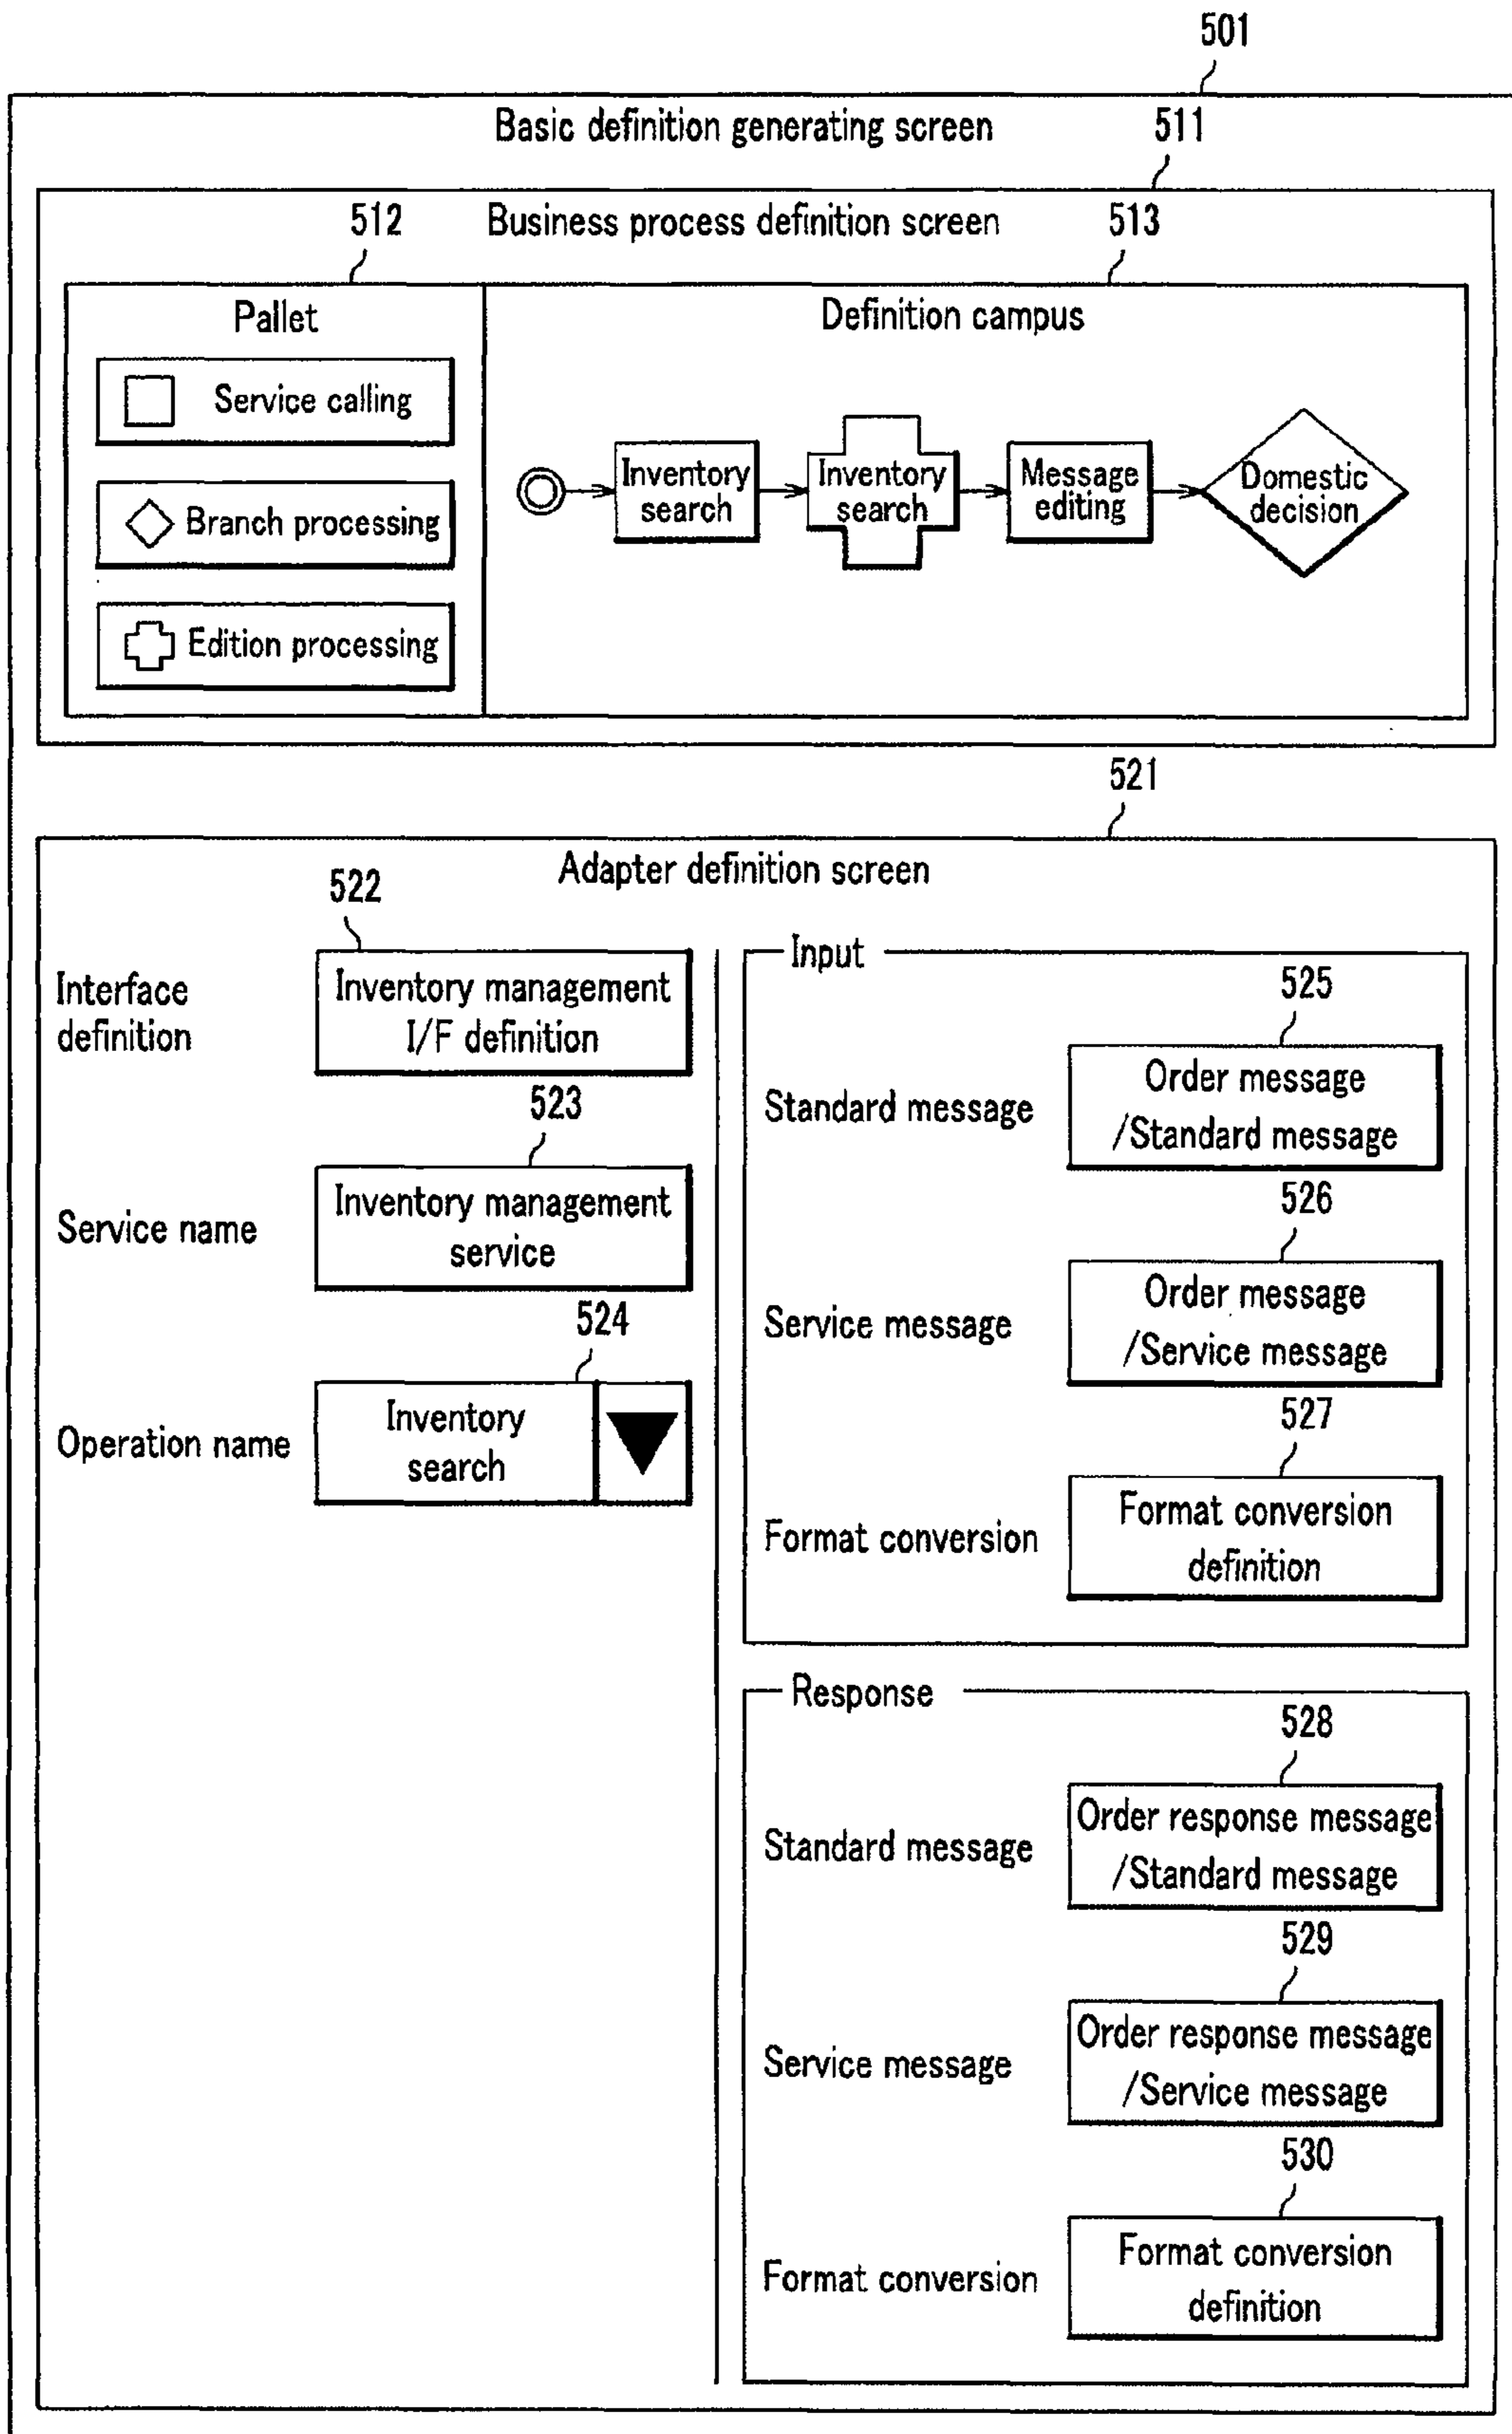 501
Basic definition generating screen
511
512
Business process definition screen
513
Pallet
Definition campus
Service calling
Branch processing
Edition processing
Inventory
search
Inventory
search
Message
editing
Domestic
decision
521
Adapter definition screen
522
Interface
definition
Inventory management
I/F definition
523
Service name
Inventory management
service
524
Operation name
Inventory
search
Input
525
Standard message
Order message
/Standard message
526
Service message
Order message
/Service message
527
Format conversion
Format conversion
definition
Response
528
Standard message
Order response message
/Standard message
529
Service message
Order response message
/Service message
530
Format conversion
Format conversion
definition